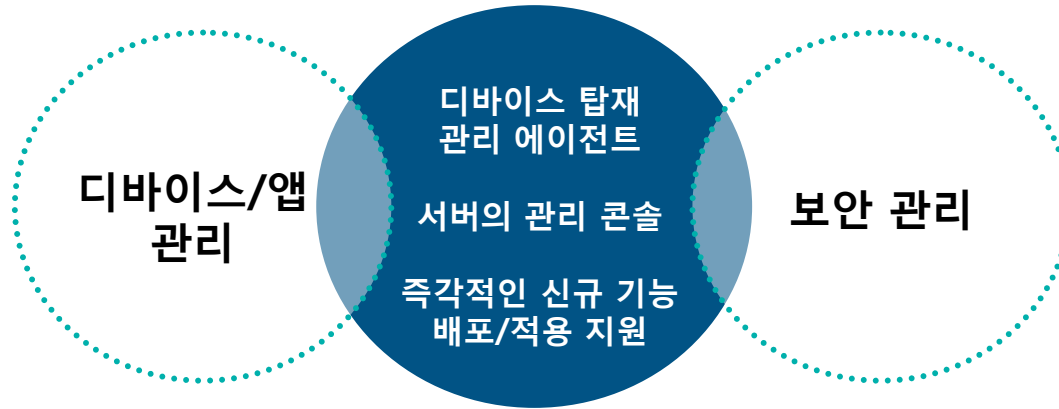 디바이스/앱
관리
디바이스 탑재
관리 에이전트
서버의 관리 콘솔
즉각적인 신규 기능
배포/적용 지원
보안 관리